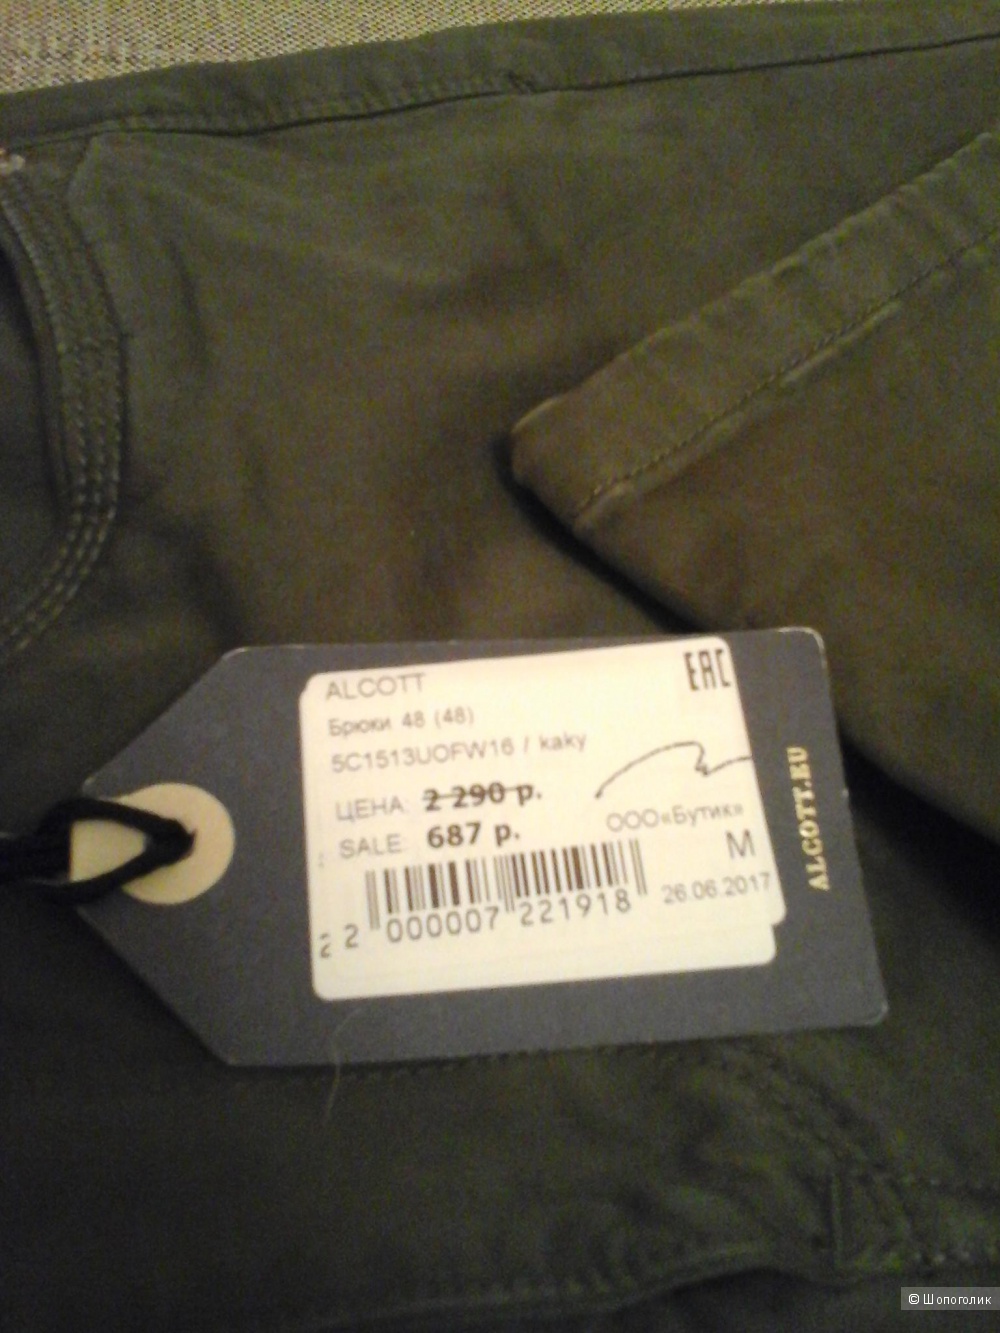 ALCOTT
EAC
Брюки 48 (48)
5C1513UOFW16 / kaky
ЦЕНА: 2 290 р.
SALE: 687 р.
ООО«Бутик»
M
26.06.2017
2 000007 221918
2
ALCOTT.RU
© Шопоголик